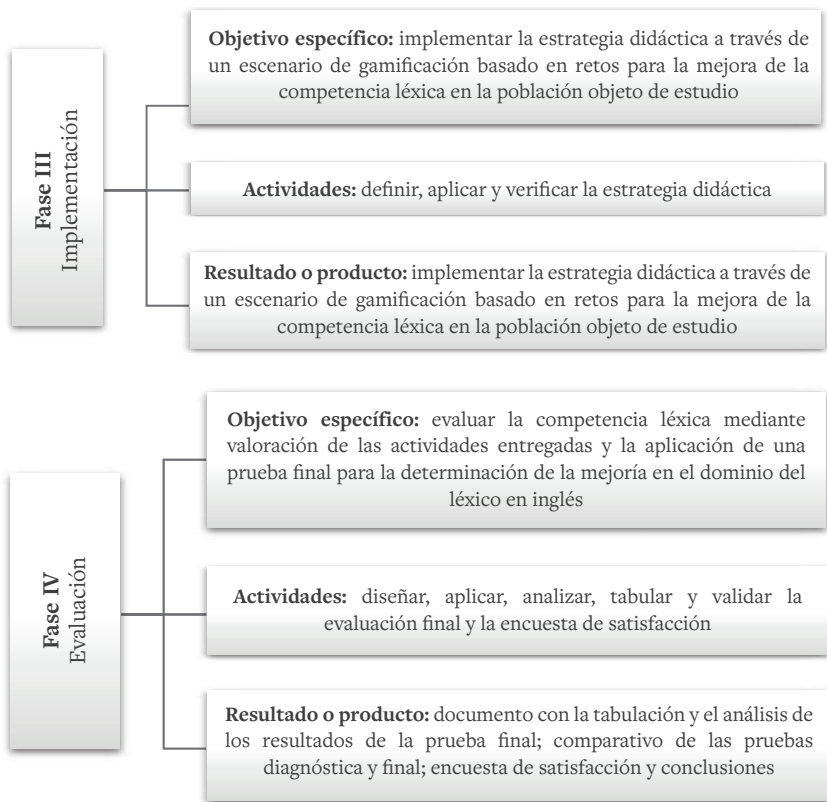 Fase III
Implementación
Objetivo específico: implementar la estrategia didáctica a través de
un escenario de gamificación basado en retos para la mejora de la
competencia léxica en la población objeto de estudio
Actividades: definir, aplicar y verificar la estrategia didáctica
Resultado o producto: implementar la estrategia didáctica a través de
un escenario de gamificación basado en retos para la mejora de la
competencia léxica en la población objeto de estudio
Fase IV
Evaluación
Objetivo específico: evaluar la competencia léxica mediante
valoración de las actividades entregadas y la aplicación de una
prueba final para la determinación de la mejoría en el dominio del
léxico en inglés
Actividades: diseñar, aplicar, analizar, tabular y validar la
evaluación final y la encuesta de satisfacción
Resultado o producto: documento con la tabulación y el análisis de
los resultados de la prueba final; comparativo de las pruebas
diagnóstica y final; encuesta de satisfacción y conclusiones